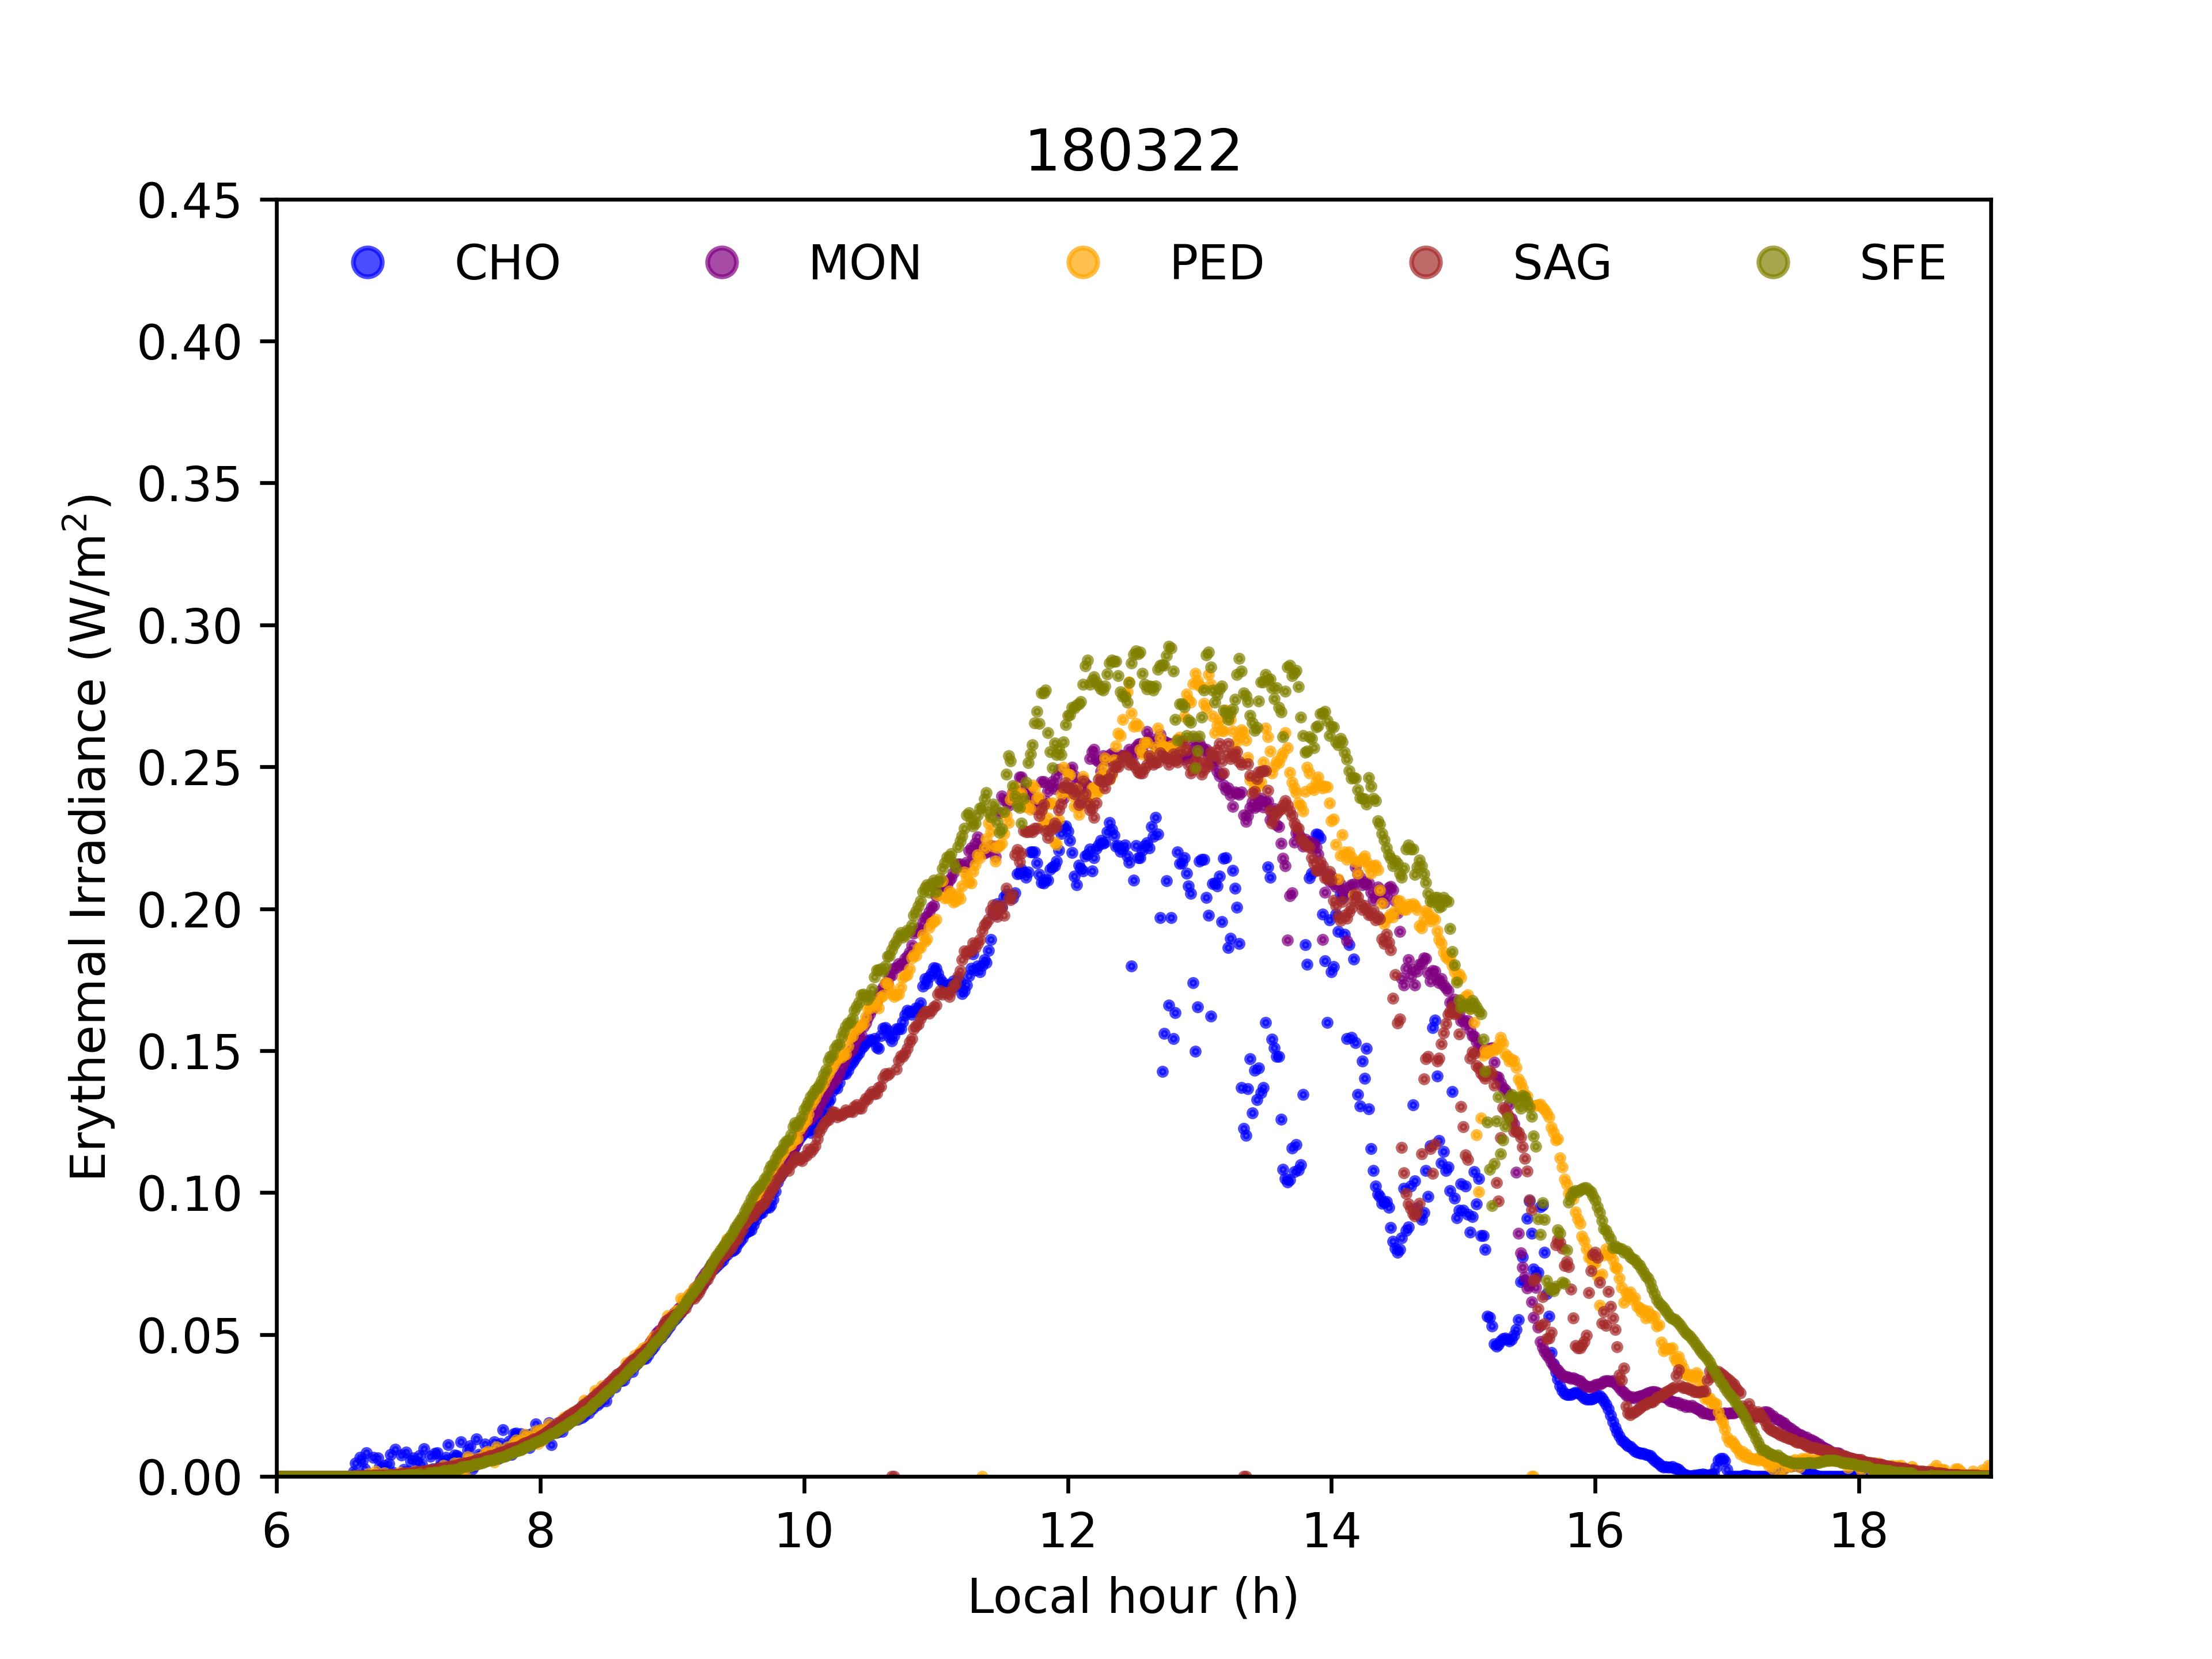 180322
0.45
CHO MON PED SAG SFE
0.40
0.35
0.30
0.25
0.20
0.15
0.10
0.05
0.00
Erythemal Irradiance (W/m²)
6 8 10 12 14 16 18
Local hour (h)